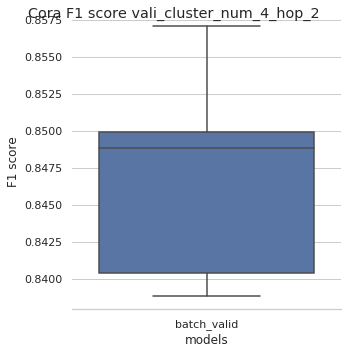 Cora F1 score vali_cluster_num_4_hop_2
0.8575
0.8550
0.8525
0.8500
0.8475
0.8450
0.8425
0.8400
F1 score
batch_valid
models